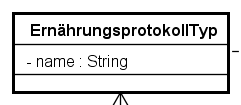 ErnährungsprotokollTyp
- name : String